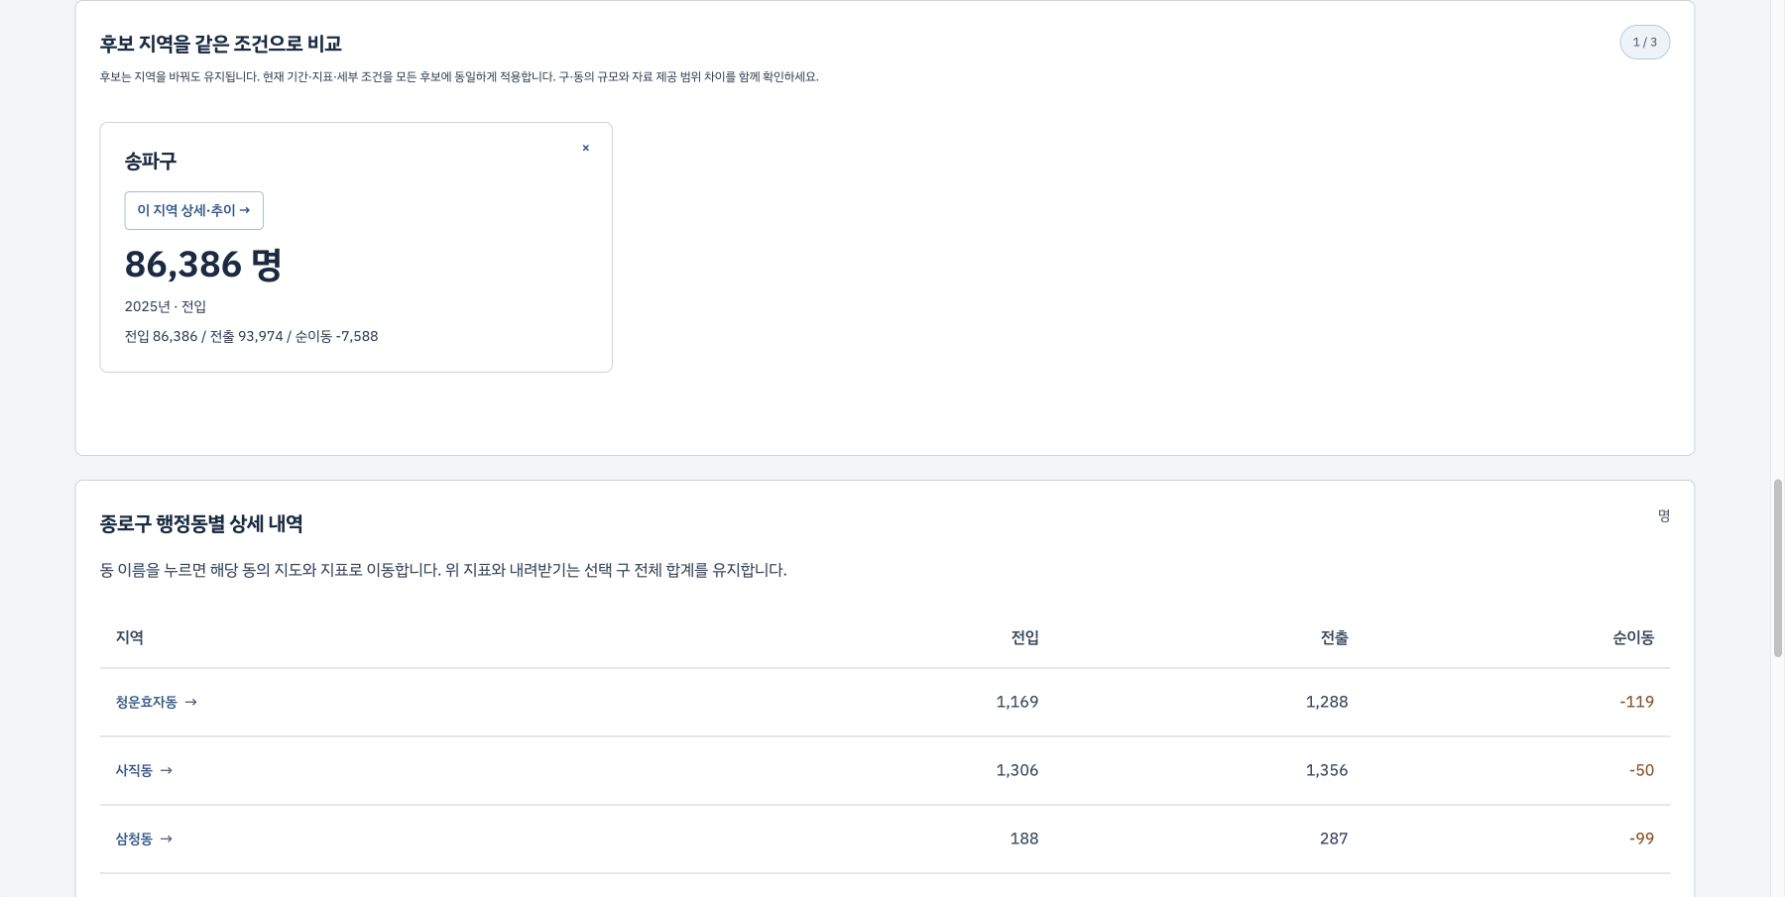 후보 지역을 같은 조건으로 비교
1 / 3
후보는 지역을 바꿔도 유지됩니다. 현재 기간·지표·세부 조건을 모든 후보에 동일하게 적용합니다. 구·동의 규모와 자료 제공 범위 차이를 함께 확인하세요.
송파구
×
이 지역 상세·추이 →
86,386 명
2025년 · 전입
전입 86,386 / 전출 93,974 / 순이동 -7,588
종로구 행정동별 상세 내역
명
동 이름을 누르면 해당 동의 지도와 지표로 이동합니다. 위 지표와 내려받기는 선택 구 전체 합계를 유지합니다.
지역 전입 전출 순이동
청운효자동 → 1,169 1,288 -119
사직동 → 1,306 1,356 -50
삼청동 → 188 287 -99